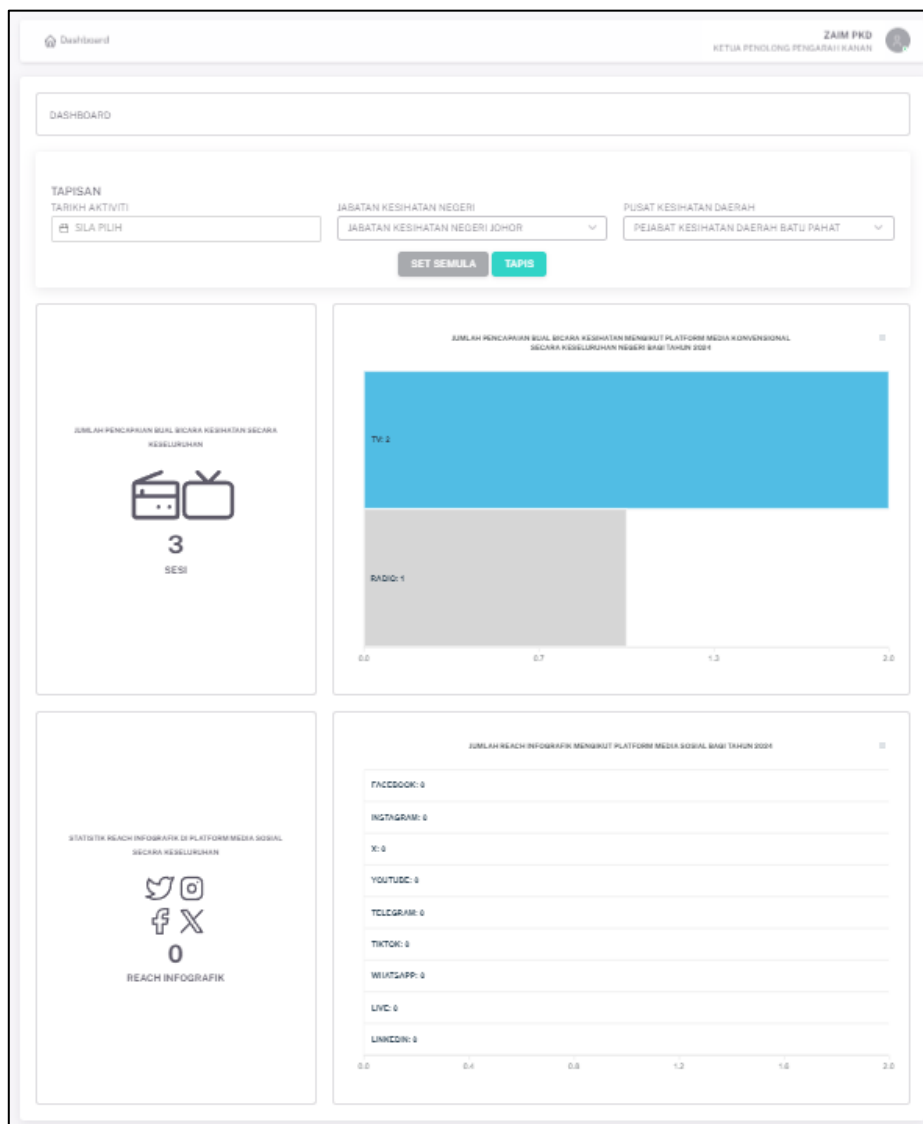 Dashboard
ZAIM PKD
KETUA PENOLONG PENGARAH KANAN
DASHBOARD
TAPISAN
TARIKH AKTIVITI
SILA PILIH
JABATAN KESIHATAN NEGERI
JABATAN KESIHATAN NEGERI JOHOR
PUSAT KESIHATAN DAERAH
PEJABAT KESIHATAN DAERAH BATU PAHAT
SET SEMULA
TAPIS
JUMLAH PENCAPAIAN BUAL BICARA KESIHATAN SECARA
KESELURUHAN
3
SESI
JUMLAH PENCAPAIAN BUAL BICARA KESIHATAN MENGIKUT PLATFORM MEDIA KONVENSIONAL
SECARA KESELURUHAN NEGERI BAGI TAHUN 2024
TV: 2
RADIO: 1
0.0 0.7 1.3 2.0
STATISTIK REACH INFOGRAFIK DI PLATFORM MEDIA SOSIAL
SECARA KESELURUHAN
0
REACH INFOGRAFIK
JUMLAH REACH INFOGRAFIK MENGIKUT PLATFORM MEDIA SOSIAL BAGI TAHUN 2024
FACEBOOK: 0
INSTAGRAM: 0
X: 0
YOUTUBE: 0
TELEGRAM: 0
TIKTOK: 0
WHATSAPP: 0
LIVE: 0
LINKEDIN: 0
0.0 0.4 0.8 1.2 1.6 2.0